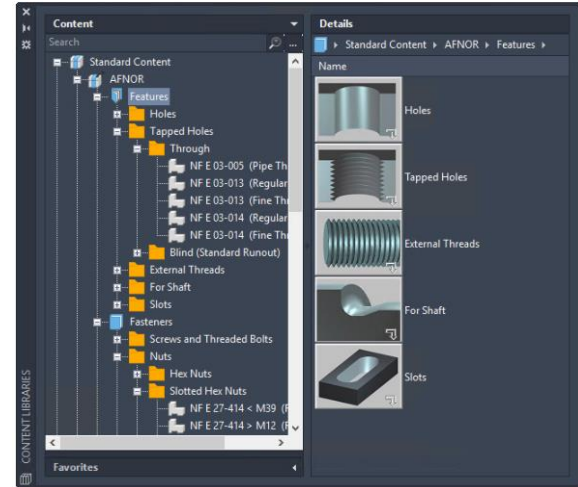 Content
Search
...
Standard Content
AFNOR
Features
Holes
Tapped Holes
Through
NF E 03-005 (Pipe Th
NF E 03-013 (Regular
NF E 03-013 (Fine Th
NF E 03-014 (Regular
NF E 03-014 (Fine Th
Blind (Standard Runout)
External Threads
For Shaft
Slots
Fasteners
Screws and Threaded Bolts
Nuts
Hex Nuts
Slotted Hex Nuts
NF E 27-414 < M39 (F
NF E 27-414 > M12 (F
Favorites
CONTENT LIBRARIES
Details
Standard Content AFNOR Features
Name
Holes
Tapped Holes
External Threads
For Shaft
Slots